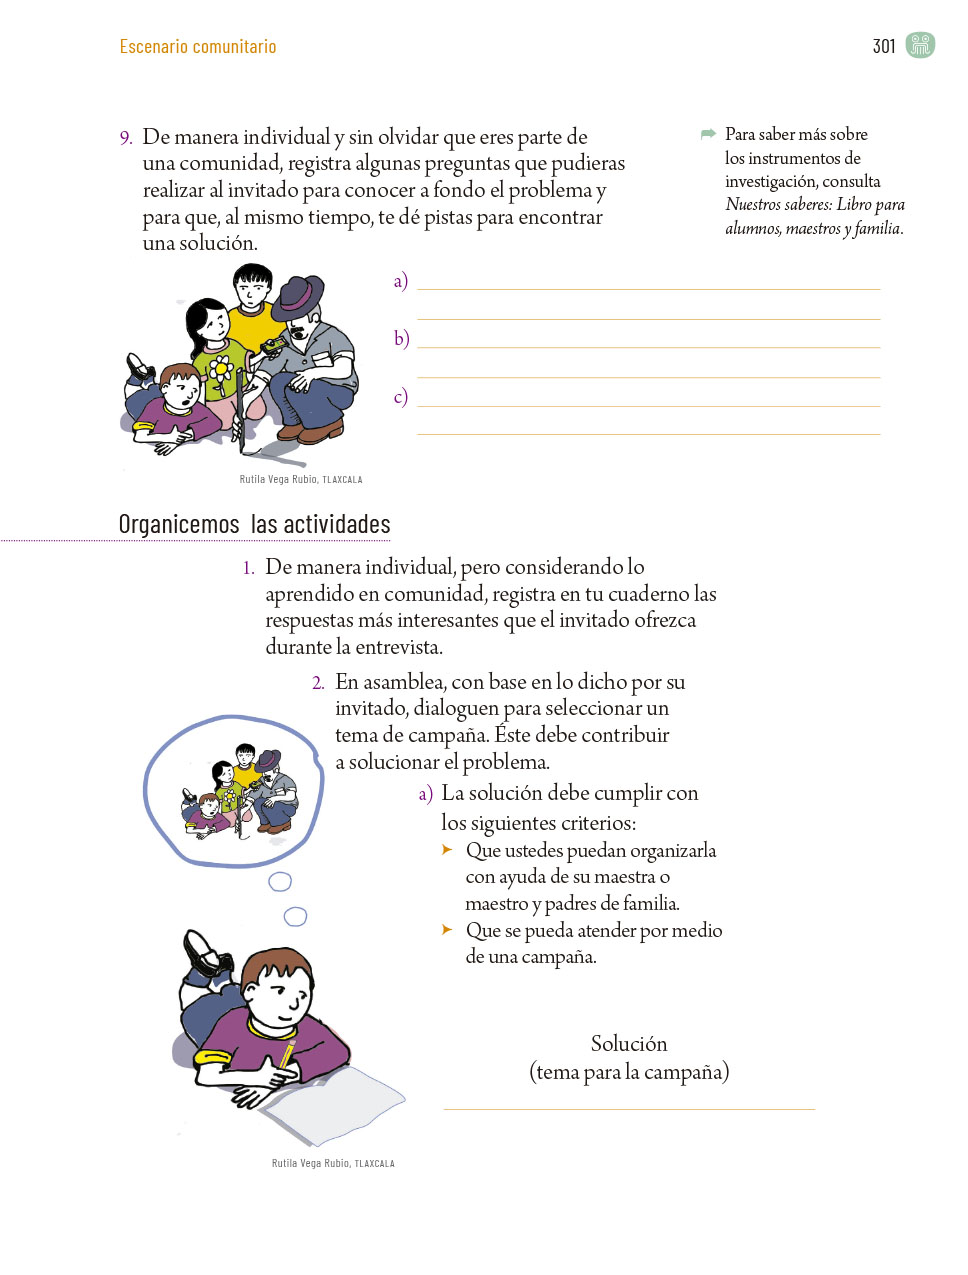 Escenario comunitario
301
9. De manera individual y sin olvidar que eres parte de
una comunidad, registra algunas preguntas que pudieras
realizar al invitado para conocer a fondo el problema y
para que, al mismo tiempo, te dé pistas para encontrar
una solución.
Para saber más sobre
los instrumentos de
investigación, consulta
Nuestros saberes: Libro para
alumnos, maestros y familia.
a)
b)
c)
Rutila Vega Rubio, TLAXCALA
Organicemos las actividades
1. De manera individual, pero considerando lo
aprendido en comunidad, registra en tu cuaderno las
respuestas más interesantes que el invitado ofrezca
durante la entrevista.
2. En asamblea, con base en lo dicho por su
invitado, dialoguen para seleccionar un
tema de campaña. Éste debe contribuir
a solucionar el problema.
a) La solución debe cumplir con
los siguientes criterios:
➤ Que ustedes puedan organizarla
con ayuda de su maestra o
maestro y padres de familia.
➤ Que se pueda atender por medio
de una campaña.
Solución
(tema para la campaña)
Rutila Vega Rubio, TLAXCALA